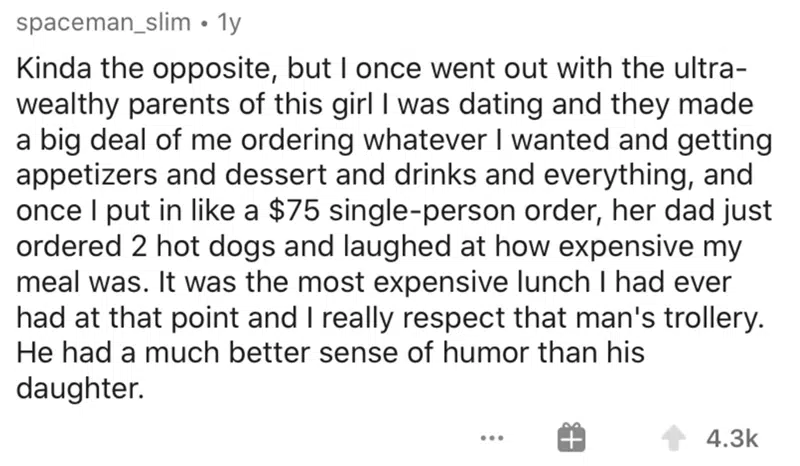 spaceman_slim • 1y
Kinda the opposite, but I once went out with the ultra-
wealthy parents of this girl I was dating and they made
a big deal of me ordering whatever I wanted and getting
appetizers and dessert and drinks and everything, and
once I put in like a $75 single-person order, her dad just
ordered 2 hot dogs and laughed at how expensive my
meal was. It was the most expensive lunch I had ever
had at that point and I really respect that man's trollery.
He had a much better sense of humor than his
daughter.
... 4.3k